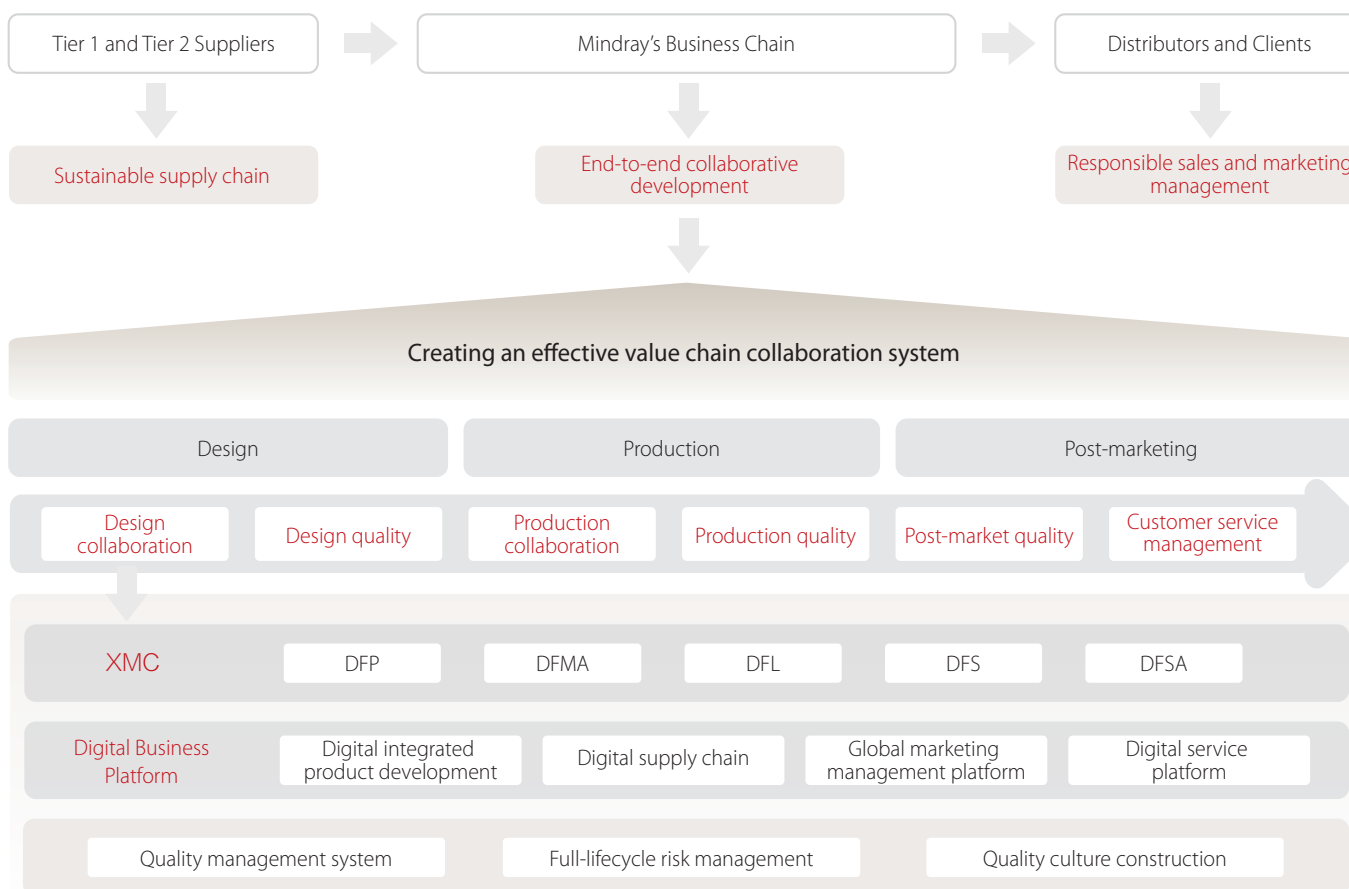 Tier 1 and Tier 2 Suppliers
Mindray's Business Chain
Distributors and Clients
Sustainable supply chain
End-to-end collaborative
development
Responsible sales and marketing
management
Creating an effective value chain collaboration system
Design
Production
Post-marketing
Design
collaboration
Design quality
Production
collaboration
Production quality
Post-market quality
Customer service
management
XMC
DFP
DFMA
DFL
DFS
DFSA
Digital Business
Platform
Digital integrated
product development
Digital supply chain
Global marketing
management platform
Digital service
platform
Quality management system
Full-lifecycle risk management
Quality culture construction